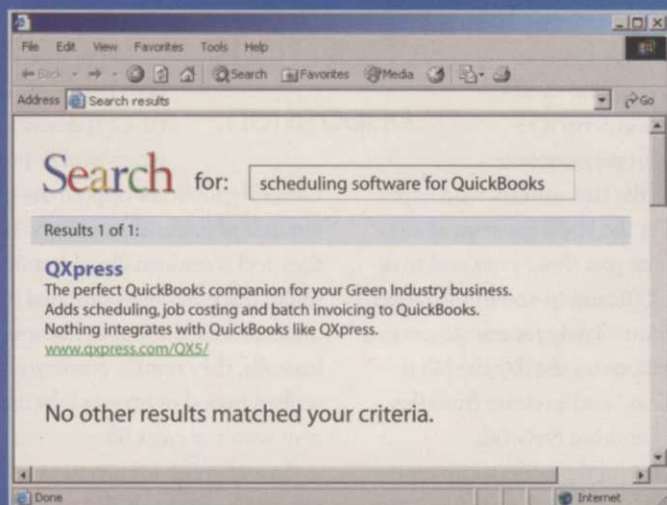 File Edit View Favorites Tools Help
Back Search Favorites Media
Address Search results Go
Search for: scheduling software for QuickBooks
Results 1 of 1:
QXpress
The perfect QuickBooks companion for your Green Industry business.
Adds scheduling, job costing and batch invoicing to QuickBooks.
Nothing integrates with QuickBooks like QXpress.
www.qxpress.com/QX5/
No other results matched your criteria.
Done Internet